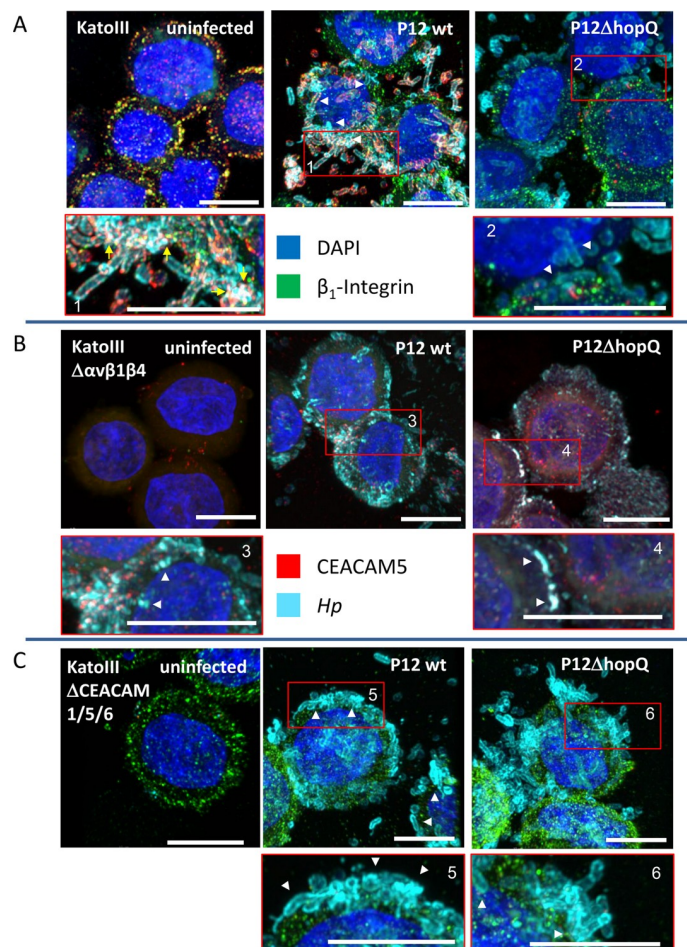 A
KatoIII uninfected
P12 wt
P12ΔhopQ
2
1
1
DAPI
β₁-Integrin
2
B
KatoIII uninfected
Δαvβ1β4
P12 wt
P12ΔhopQ
3
4
3
CEACAM5
Hp
4
C
KatoIII uninfected
ΔCEACAM
1/5/6
P12 wt
P12ΔhopQ
5
6
5
6